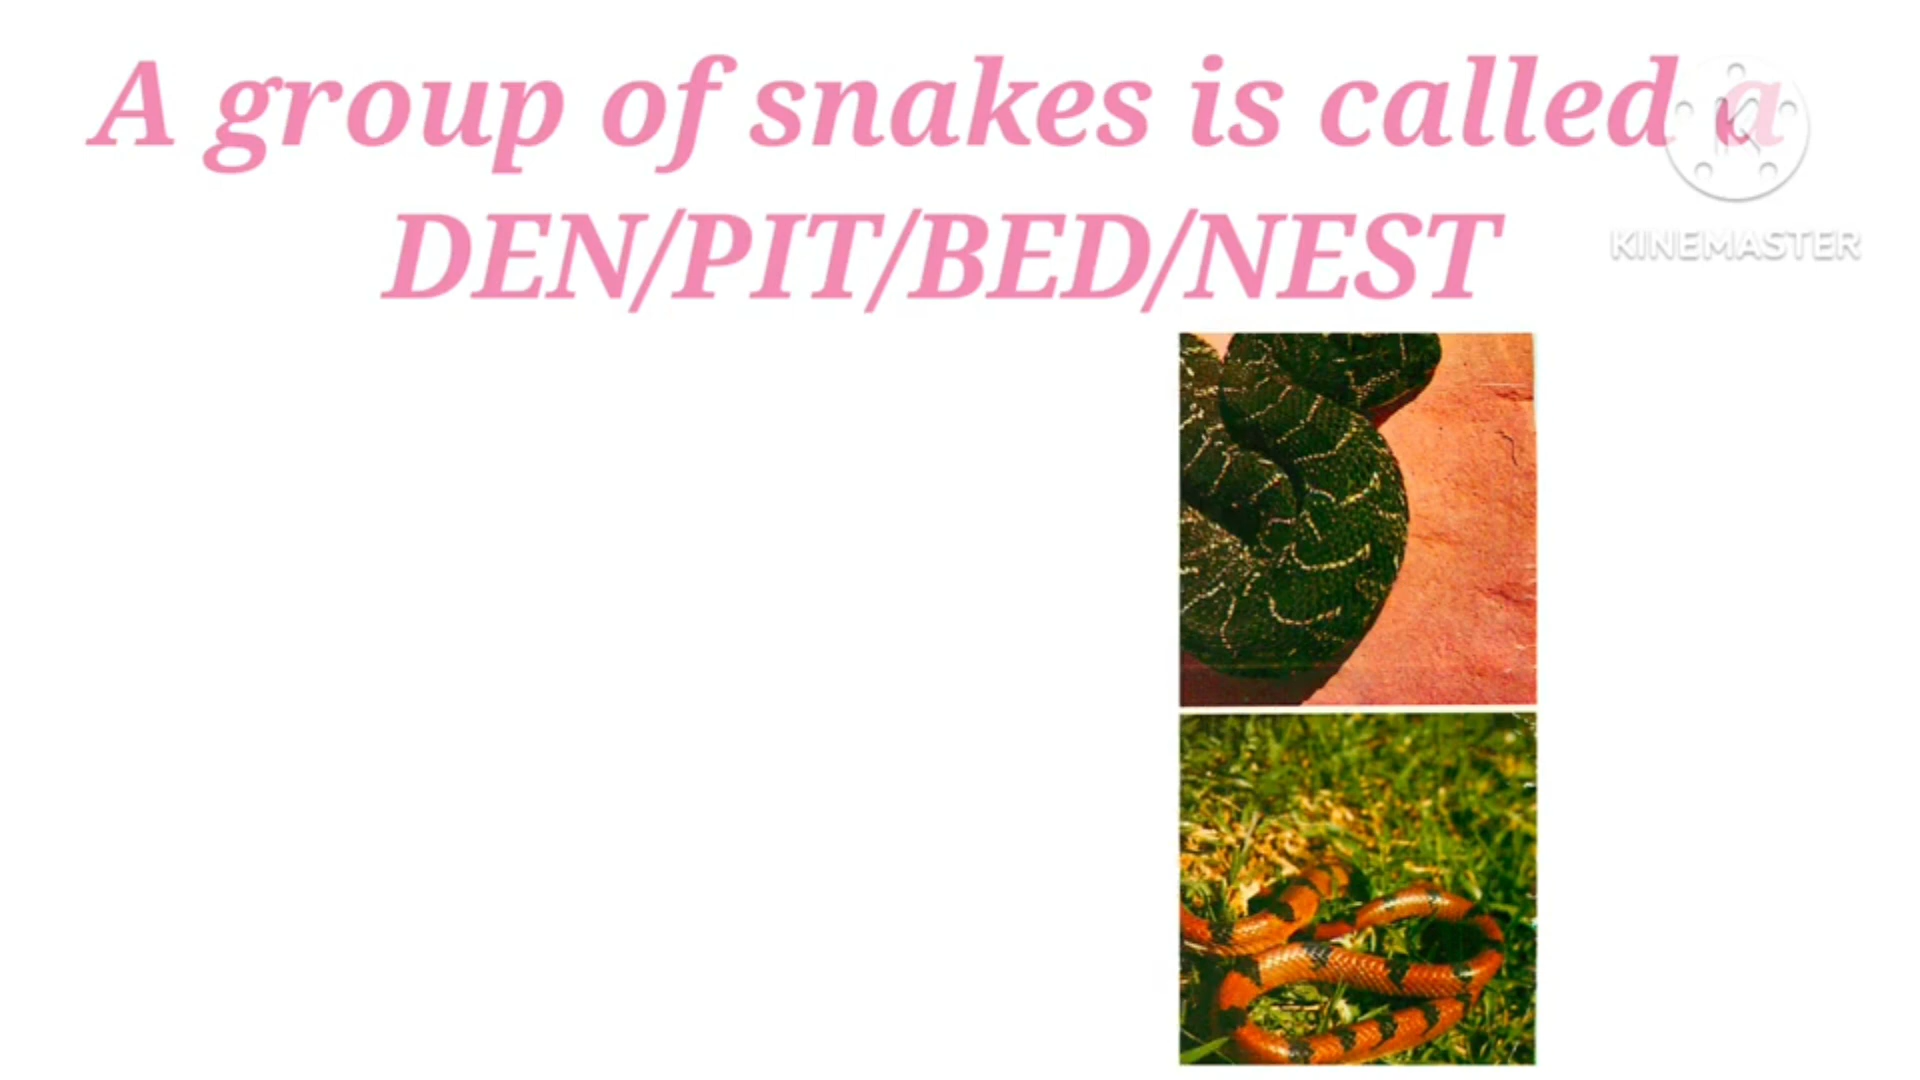 A group of snakes is called a
DEN/PIT/BED/NEST
KINEMASTER